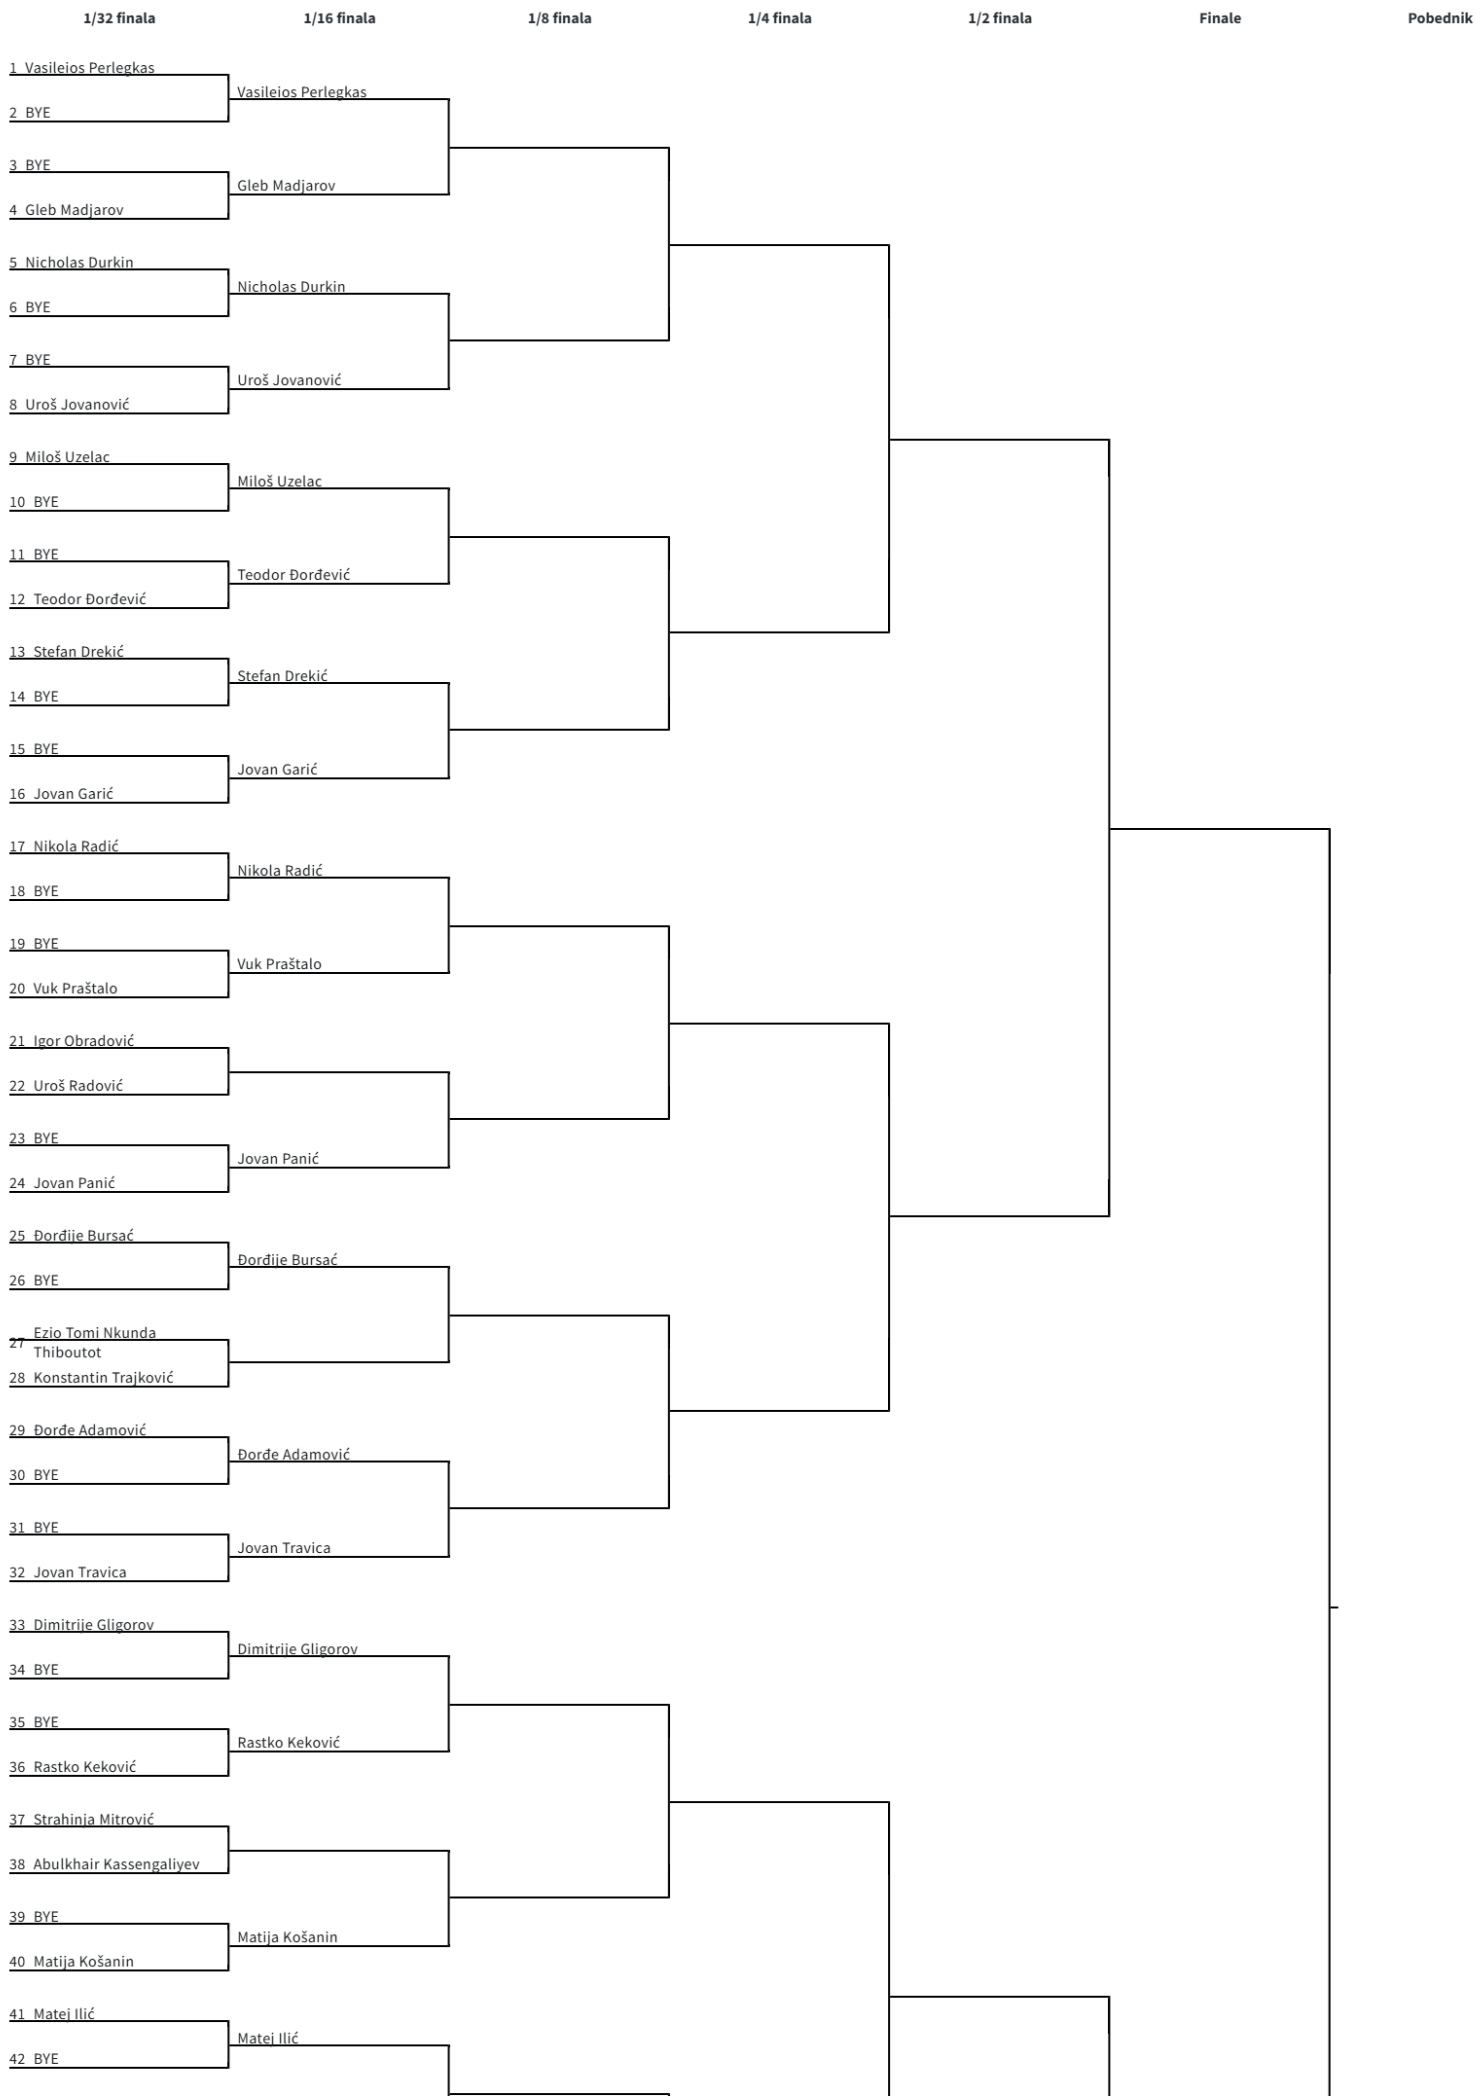 1/32 finala 1/16 finala 1/8 finala 1/4 finala 1/2 finala Finale Pobednik
1 Vasileios Perlegkas
Vasileios Perlegkas
2 BYE
3 BYE
Gleb Madjarov
4 Gleb Madjarov
5 Nicholas Durkin
Nicholas Durkin
6 BYE
7 BYE
Uroš Jovanović
8 Uroš Jovanović
9 Miloš Uzelac
Miloš Uzelac
10 BYE
11 BYE
Teodor Đorđević
12 Teodor Đorđević
13 Stefan Drekić
Stefan Drekić
14 BYE
15 BYE
Jovan Garić
16 Jovan Garić
17 Nikola Radić
Nikola Radić
18 BYE
19 BYE
Vuk Praštalo
20 Vuk Praštalo
21 Igor Obradović
22 Uroš Radović
23 BYE
Jovan Panić
24 Jovan Panić
25 Đorđije Bursać
Đorđije Bursać
26 BYE
27 Ezio Tomi Nkunda
Thiboutot
28 Konstantin Trajković
29 Đorđe Adamović
Đorđe Adamović
30 BYE
31 BYE
Jovan Travica
32 Jovan Travica
33 Dimitrije Gligorov
Dimitrije Gligorov
34 BYE
35 BYE
Rastko Keković
36 Rastko Keković
37 Strahinja Mitrović
38 Abulkhair Kassengaliyev
39 BYE
Matija Košanin
40 Matija Košanin
41 Matej Ilić
Matej Ilić
42 BYE